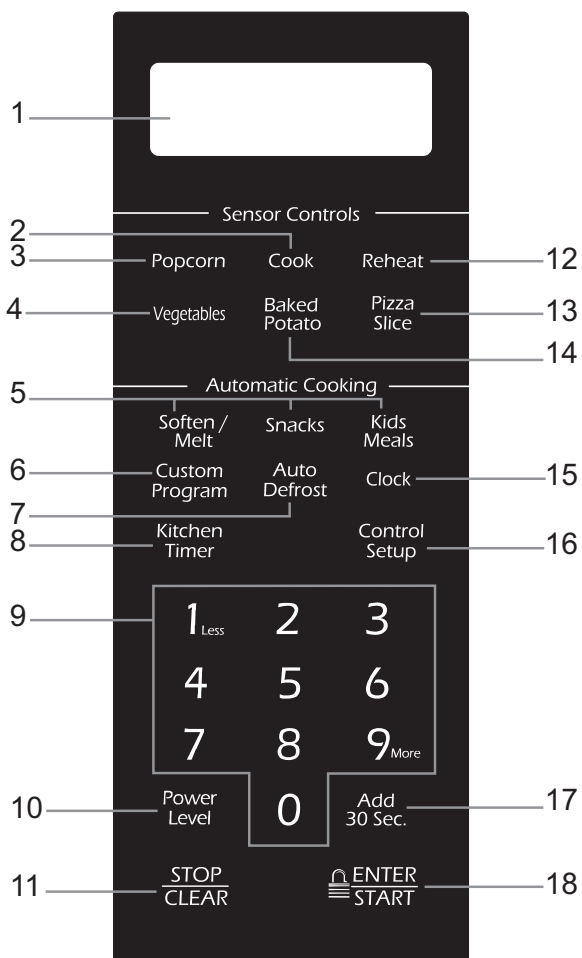 1
Sensor Controls
2
3 Popcorn Cook Reheat 12
4 Vegetables Baked Potato Pizza Slice 13
14
Automatic Cooking
5
Soften / Melt Snacks Kids Meals
6 Custom Program Auto Defrost Clock 15
7
8 Kitchen Timer Control Setup 16
9
1 Less 2 3
4 5 6
7 8 9 More
10 Power Level 0 Add 30 Sec. 17
11 STOP CLEAR ENTER START 18